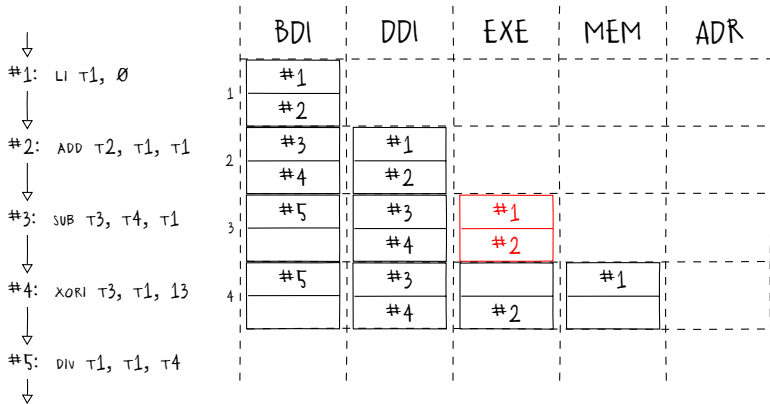 BDI DDI EXE MEM ADR
#1: LI T1, Ø
#2: ADD T2, T1, T1
#3: SUB T3, T4, T1
#4: XORI T3, T1, 13
#5: DIV T1, T1, T4
1
#1
#2
2
#3 #1
#4 #2
3
#5 #3 #1
#4 #2
4
#5 #3 #1
#4 #2